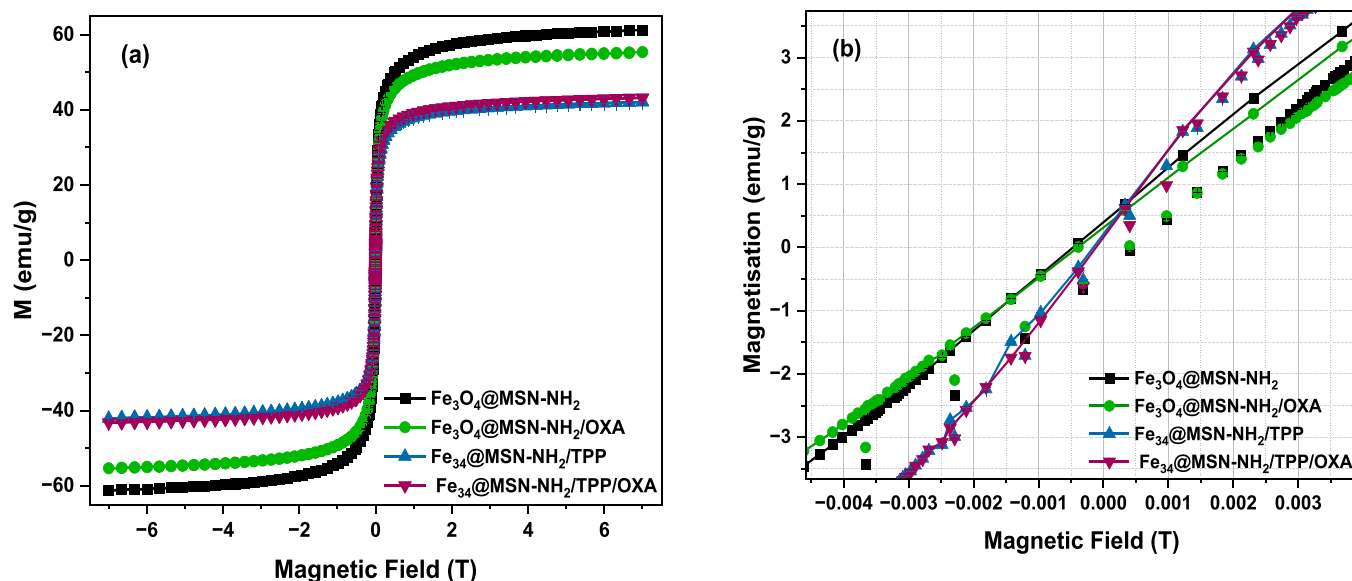 (a)
M (emu/g)
60
40
20
0
−20
−40
−60
−6
−4
−2
0
2
4
6
Magnetic Field (T)
Fe₃O₄@MSN-NH₂
Fe₃O₄@MSN-NH₂/OXA
Fe₃₄@MSN-NH₂/TPP
Fe₃₄@MSN-NH₂/TPP/OXA
(b)
Magnetisation (emu/g)
3
2
1
0
−1
−2
−3
−0.004
−0.003
−0.002
−0.001
0.000
0.001
0.002
0.003
Magnetic Field (T)
Fe₃O₄@MSN-NH₂
Fe₃O₄@MSN-NH₂/OXA
Fe₃₄@MSN-NH₂/TPP
Fe₃₄@MSN-NH₂/TPP/OXA